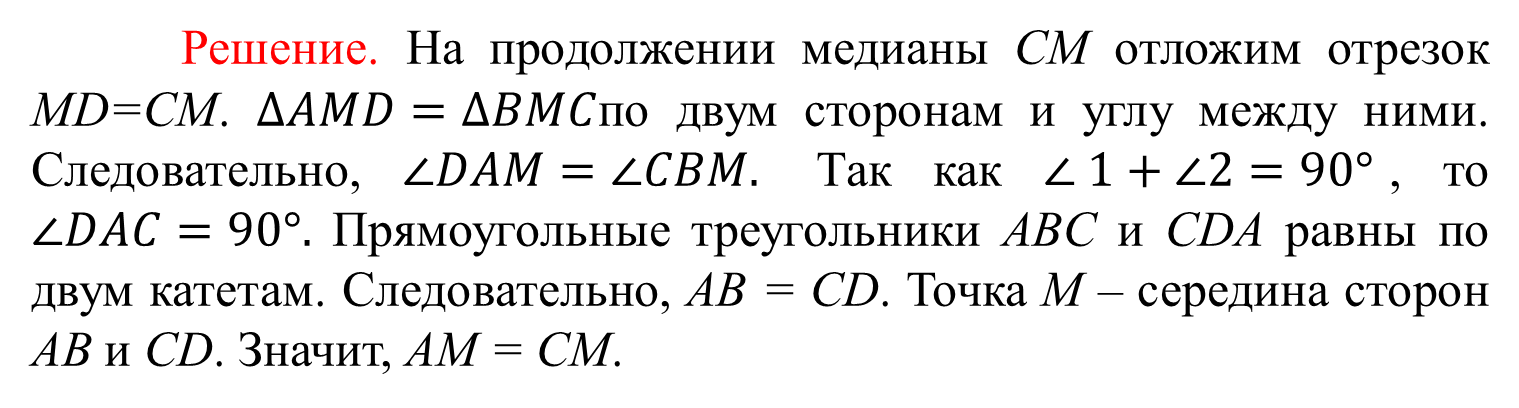 Решение. На продолжении медианы CM отложим отрезок
MD=CM. ΔAMD = ΔBMCпо двум сторонам и углу между ними.
Следовательно, ∠DAM = ∠CBM. Так как ∠ 1 + ∠2 = 90° , то
∠DAC = 90°. Прямоугольные треугольники ABC и CDA равны по
двум катетам. Следовательно, AB = CD. Точка M – середина сторон
AB и CD. Значит, AM = CM.